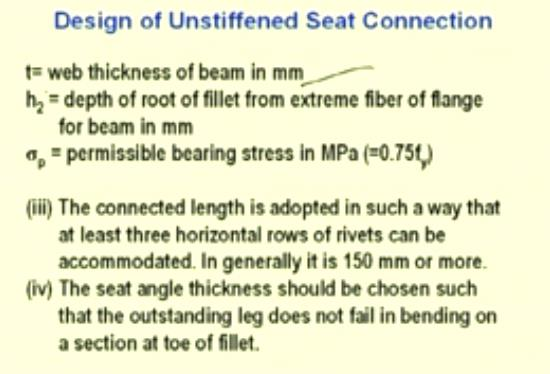 Design of Unstiffened Seat Connection
t= web thickness of beam in mm
h₂ = depth of root of fillet from extreme fiber of flange
for beam in mm
σₚ = permissible bearing stress in MPa (=0.75fᵧ)
(iii) The connected length is adopted in such a way that
at least three horizontal rows of rivets can be
accommodated. In generally it is 150 mm or more.
(iv) The seat angle thickness should be chosen such
that the outstanding leg does not fail in bending on
a section at toe of fillet.